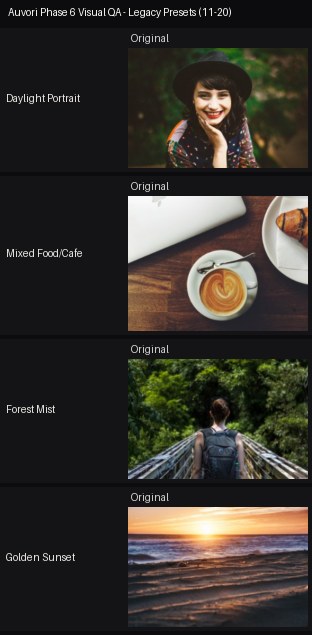 Auvori Phase 6 Visual QA - Legacy Presets (11-20)
Original
Daylight Portrait
Original
Mixed Food/Cafe
Original
Forest Mist
Original
Golden Sunset